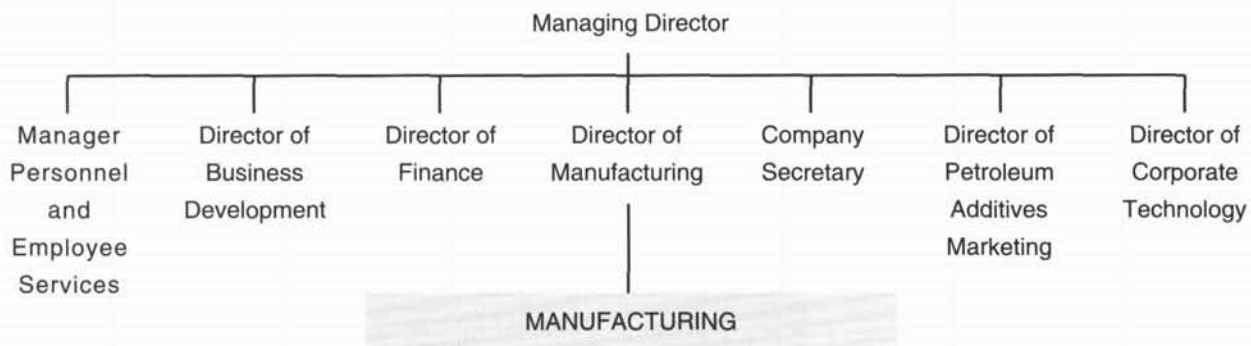 Managing Director
Manager
Personnel
and
Employee
Services
Director of
Business
Development
Director of
Finance
Director of
Manufacturing
Company
Secretary
Director of
Petroleum
Additives
Marketing
Director of
Corporate
Technology
MANUFACTURING